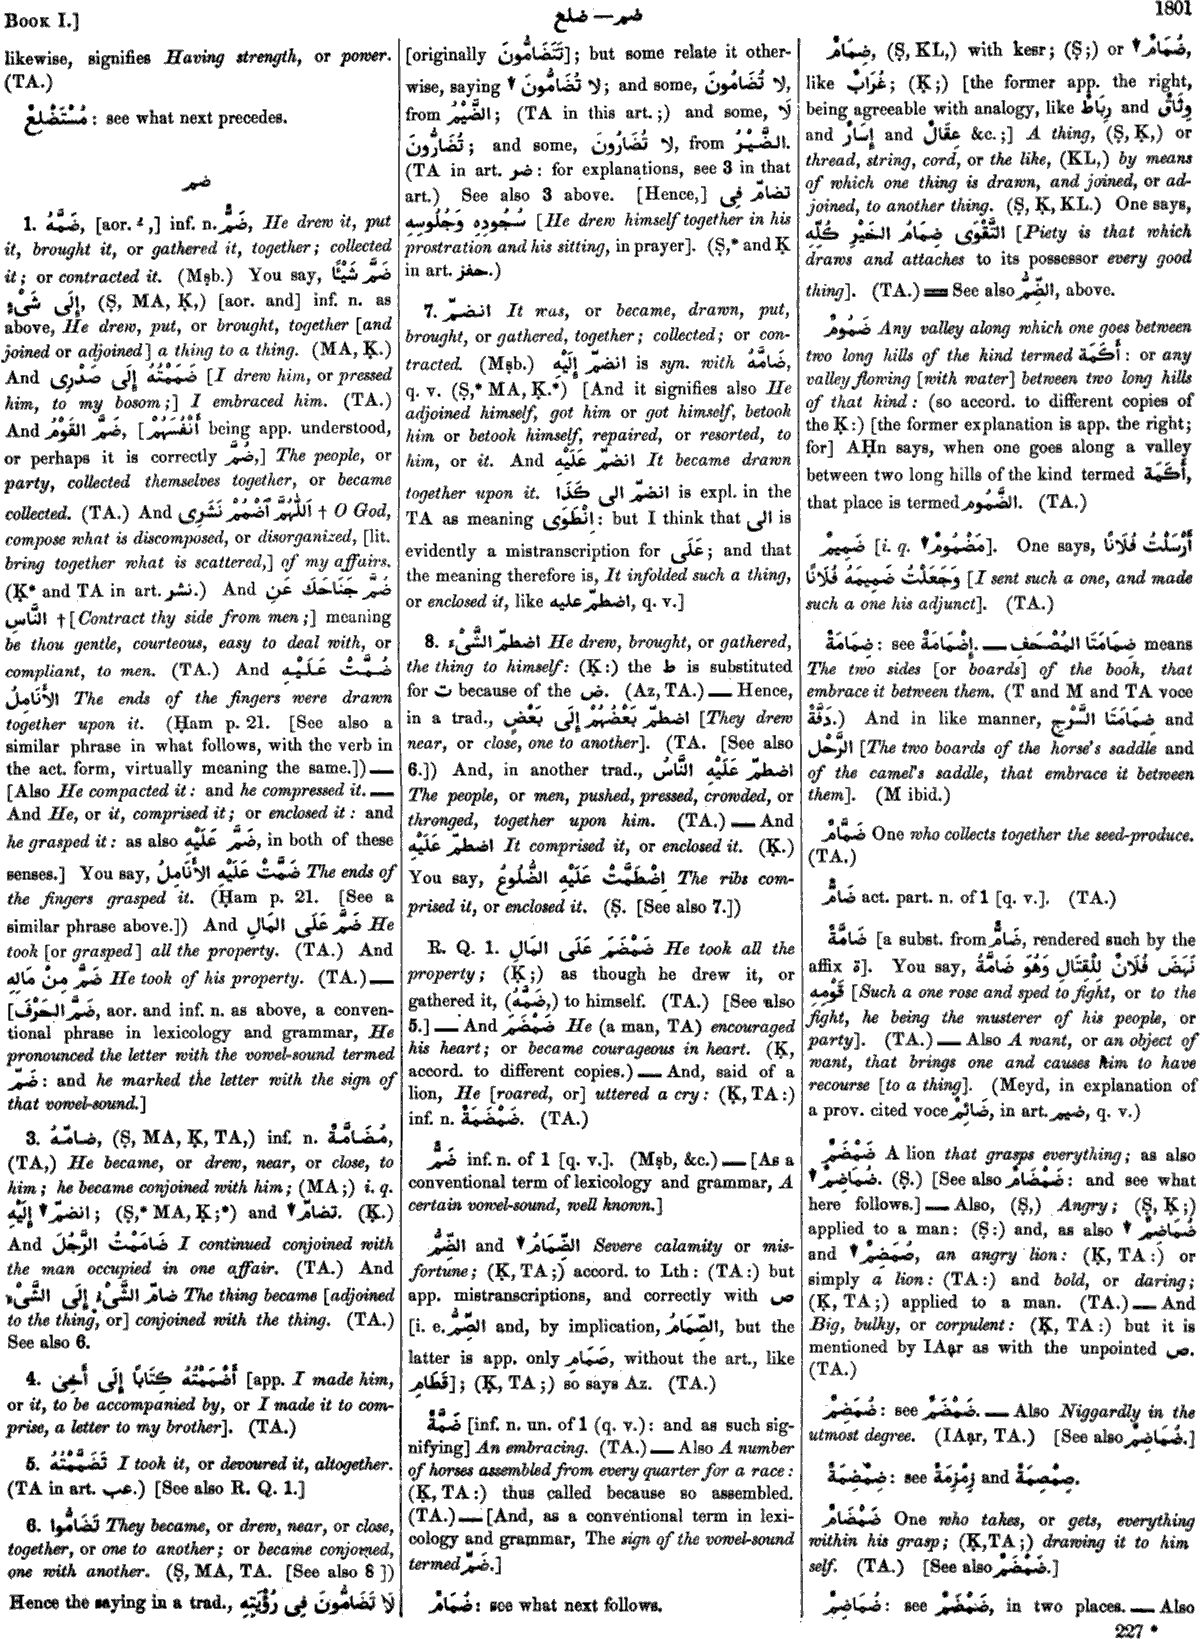 BOOK I.]
ضم — ضلع
1801
likewise, signifies Having strength, or power.
(TA.)
مُسْتَضْلِعٌ : see what next precedes.
ضم
1. ضَمَّهُ, [aor. ـُ ,] inf. n. ضَمٌّ, He drew it, put
it, brought it, or gathered it, together; collected
it; or contracted it. (Mṣb.) You say, ضَمَّ شَيْئًا
إِلَى شَىْءٍ, (Ṣ, MA, Ḳ,) [aor. and] inf. n. as
above, He drew, put, or brought, together [and
joined or adjoined] a thing to a thing. (MA, Ḳ.)
And ضَمَمْتُهُ إِلَى صَدْرِى [I drew him, or pressed
him, to my bosom;] I embraced him. (TA.)
And ضَمَّ القَوْمُ, [أَنْفُسَهُمْ being app. understood,
or perhaps it is correctly ضُمَّ,] The people, or
party, collected themselves together, or became
collected. (TA.) And اَللّٰهُمَّ ٱضْمُمْ نَشَرِى † O God,
compose what is discomposed, or disorganized, [lit.
bring together what is scattered,] of my affairs.
(Ḳ* and TA in art. نشر.) And ضُمَّ جَنَاحَكَ عَنِ
النَّاسِ †[Contract thy side from men;] meaning
be thou gentle, courteous, easy to deal with, or
compliant, to men. (TA.) And ضُمَّتْ عَلَيْهِ
الأَنَامِلُ The ends of the fingers were drawn
together upon it. (Ḥam p. 21. [See also a
similar phrase in what follows, with the verb in
the act. form, virtually meaning the same.]) —
[Also He compacted it: and he compressed it. —
And He, or it, comprised it; or enclosed it: and
he grasped it: as also ضَمَّ عَلَيْهِ, in both of these
senses.] You say, ضَمَّتْ عَلَيْهِ الأَنَامِلُ The ends of
the fingers grasped it. (Ḥam p. 21. [See a
similar phrase above.]) And ضَمَّ عَلَى المَالِ He
took [or grasped] all the property. (TA.) And
ضَمَّ مِنْ مَالِهِ He took of his property. (TA.) —
[ضَمَّ الحَرْفَ, aor. and inf. n. as above, a conven-
tional phrase in lexicology and grammar, He
pronounced the letter with the vowel-sound termed
ضَمّ: and he marked the letter with the sign of
that vowel-sound.]
3. ضامّهُ, (Ṣ, MA, Ḳ, TA,) inf. n. مُضَامَّةٌ,
(TA,) He became, or drew, near, or close, to
him; he became conjoined with him; (MA;) i. q.
انضمّ▼ إِلَيْهِ; (Ṣ,* MA, Ḳ;*) and تضامّ▼. (Ḳ.)
And ضَامَمْتُ الرَّجُلَ I continued conjoined with
the man occupied in one affair. (TA.) And
ضامّ الشَّىْءُ إِلَى الشَّىْءِ The thing became [adjoined
to the thing, or] conjoined with the thing. (TA.)
See also 6.
4. أَضْمَمْتُهُ كِتَابًا إِلَى أَخِى [app. I made him,
or it, to be accompanied by, or I made it to com-
prise, a letter to my brother]. (TA.)
5. تَضَمَّمْتُهُ I took it, or devoured it, altogether.
(TA in art. عب.) [See also R. Q. 1.]
6. تَضَامُّوا They became, or drew, near, or close,
together, or one to another; or became conjoined,
one with another. (Ṣ, MA, TA. [See also 8 ])
Hence the saying in a trad., لَا تَضَامُّونَ فِى رُؤْيَتِهِ
[originally تَتَضَامُّونَ]; but some relate it other-
wise, saying ▼ لا تُضَامُّونَ; and some, لا تُضَامُونَ,
from الضَّيْمُ; (TA in this art.;) and some, لَا
تُضَارُّونَ; and some, لا تُضَارُونَ, from الضَّيْرُ.
(TA in art. ضر: for explanations, see 3 in that
art.) See also 3 above. [Hence,] تضامّ فِى
سُجُودِهِ وَجُلُوسِهِ [He drew himself together in his
prostration and his sitting, in prayer]. (Ṣ,* and Ḳ
in art. حفز.)
7. انضمّ It was, or became, drawn, put,
brought, or gathered, together; collected; or con-
tracted. (Mṣb.) انضمّ إِلَيْهِ is syn. with ضَامَّهُ,
q. v. (Ṣ,* MA, Ḳ.*) [And it signifies also He
adjoined himself, got him or got himself, betook
him or betook himself, repaired, or resorted, to
him, or it. And انضمّ عَلَيْهِ It became drawn
together upon it. انضمّ الى كَذَا is expl. in the
TA as meaning انْطَوَى: but I think that الى is
evidently a mistranscription for عَلَى; and that
the meaning therefore is, It infolded such a thing,
or enclosed it, like اضطمّ عليه, q. v.]
8. اضطمّ الشَّىْءَ He drew, brought, or gathered,
the thing to himself: (Ḳ:) the ط is substituted
for ت because of the ض. (Az, TA.) — Hence,
in a trad., اضطمّ بَعْضُهُمْ إِلَى بَعْضٍ [They drew
near, or close, one to another]. (TA. [See also
6.]) And, in another trad., اضطمّ عَلَيْهِ النَّاسُ
The people, or men, pushed, pressed, crowded, or
thronged, together upon him. (TA.) — And
اضطمّ عَلَيْهِ It comprised it, or enclosed it. (Ḳ.)
You say, اِضْطَمَّتْ عَلَيْهِ الضُّلُوعُ The ribs com-
prised it, or enclosed it. (Ṣ. [See also 7.])
R. Q. 1. ضَمْضَمَ عَلَى المَالِ He took all the
property; (Ḳ;) as though he drew it, or
gathered it, (ضَمَّهُ,) to himself. (TA.) [See also
5.] — And ضَمْضَمَ He (a man, TA) encouraged
his heart; or became courageous in heart. (Ḳ,
accord. to different copies.) — And, said of a
lion, He [roared, or] uttered a cry: (Ḳ, TA:)
inf. n. ضَمْضَمَةٌ. (TA.)
ضَمٌّ inf. n. of 1 [q. v.]. (Mṣb, &c.) — [As a
conventional term of lexicology and grammar, A
certain vowel-sound, well known.]
الضَّمُّ and ▼ الضِّمَامُ Severe calamity or mis-
fortune; (Ḳ, TA;) accord. to Lth: (TA:) but
app. mistranscriptions, and correctly with ص
[i. e. الصِّمُّ and, by implication, الصِّمَامُ, but the
latter is app. only صَمَامِ, without the art., like
قَطَامِ]; (Ḳ, TA;) so says Az. (TA.)
ضَمَّةٌ [inf. n. un. of 1 (q. v.): and as such sig-
nifying] An embracing. (TA.) — Also A number
of horses assembled from every quarter for a race:
(Ḳ, TA:) thus called because so assembled.
(TA.) — [And, as a conventional term in lexi-
cology and grammar, The sign of the vowel-sound
termed ضَمّ.]
ضُمَامٌ: see what next follows.
ضِمَامٌ, (Ṣ, KL,) with kesr; (Ṣ;) or ضُمَامٌ▼,
like غُرَابٌ; (Ḳ;) [the former app. the right,
being agreeable with analogy, like رِبَاطٌ and وِثَاقٌ
and إِسَارٌ and عِقَالٌ &c.;] A thing, (Ṣ, Ḳ,) or
thread, string, cord, or the like, (KL,) by means
of which one thing is drawn, and joined, or ad-
joined, to another thing. (Ṣ, Ḳ, KL.) One says,
التَّقْوَى ضِمَامُ الخَيْرِ كُلِّهِ [Piety is that which
draws and attaches to its possessor every good
thing]. (TA.) = See also الضَّمُّ, above.
ضَمُومٌ Any valley along which one goes between
two long hills of the kind termed أَكَمَة: or any
valley flowing [with water] between two long hills
of that kind: (so accord. to different copies of
the Ḳ:) [the former explanation is app. the right;
for] AḤn says, when one goes along a valley
between two long hills of the kind termed أَكَمَة,
that place is termed الضَّمُوم. (TA.)
ضَمِيمٌ [i. q. مَضْمُومٌ▼]. One says, أَرْسَلْتُ فُلَانًا
وَجَعَلْتُ ضَمِيمَهُ فُلَانًا [I sent such a one, and made
such a one his adjunct]. (TA.)
ضِمَامَةٌ: see إِضْمَامَةٌ. — ضِمَامَتَا المُصْحَفِ means
The two sides [or boards] of the book, that
embrace it between them. (T and M and TA voce
دَفَّةٌ.) And in like manner, ضِمَامَتَا السَّرْجِ and
الرَّحْلِ [The two boards of the horse's saddle and
of the camel's saddle, that embrace it between
them]. (M ibid.)
ضَمَّامٌ One who collects together the seed-produce.
(TA.)
ضَامٌّ act. part. n. of 1 [q. v.]. (TA.)
ضَامَّةٌ [a subst. from ضَامٌّ, rendered such by the
affix ة]. You say, نَهَضَ فُلَانٌ لِلْقِتَالِ وَهُوَ ضَامَّةُ
قَوْمِهِ [Such a one rose and sped to fight, or to the
fight, he being the musterer of his people, or
party]. (TA.) — Also A want, or an object of
want, that brings one and causes him to have
recourse [to a thing]. (Meyd, in explanation of
a prov. cited voce ضَائِمٌ, in art. ضيم, q. v.)
ضَمْضَمٌ A lion that grasps everything; as also
ضُمَاضِمٌ▼. (Ṣ.) [See also ضَمْضَامٌ: and see what
here follows.] — Also, (Ṣ,) Angry; (Ṣ, Ḳ;)
applied to a man: (Ṣ:) and, as also ▼ ضُمَاضِمٌ
and ▼ ضُمَضِمٌ, an angry lion: (Ḳ, TA:) or
simply a lion: (TA:) and bold, or daring;
(Ḳ, TA;) applied to a man. (TA.) — And
Big, bulky, or corpulent: (Ḳ, TA:) but it is
mentioned by IAạr as with the unpointed ص.
(TA.)
ضُمَضِمٌ: see ضَمْضَمٌ. — Also Niggardly in the
utmost degree. (IAạr, TA.) [See also ضُمَاضِمٌ.]
ضِمْضِمَةٌ: see زِمْزِمَةٌ and صِمْصِمَةٌ.
ضَمْضَامٌ One who takes, or gets, everything
within his grasp; (Ḳ, TA;) drawing it to him
self. (TA.) [See also ضَمْضَمٌ.]
ضُمَاضِمٌ: see ضَمْضَمٌ, in two places. — Also
227 *